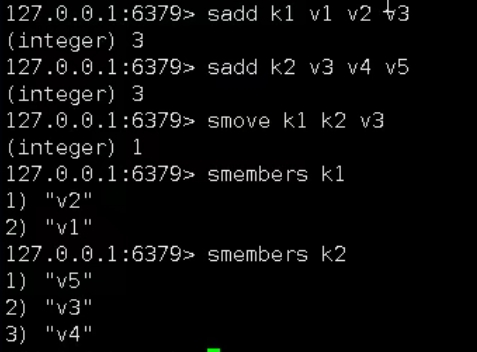 127.0.0.1:6379> sadd k1 v1 v2 v3
(integer) 3
127.0.0.1:6379> sadd k2 v3 v4 v5
(integer) 3
127.0.0.1:6379> smove k1 k2 v3
(integer) 1
127.0.0.1:6379> smembers k1
1) "v2"
2) "v1"
127.0.0.1:6379> smembers k2
1) "v5"
2) "v3"
3) "v4"